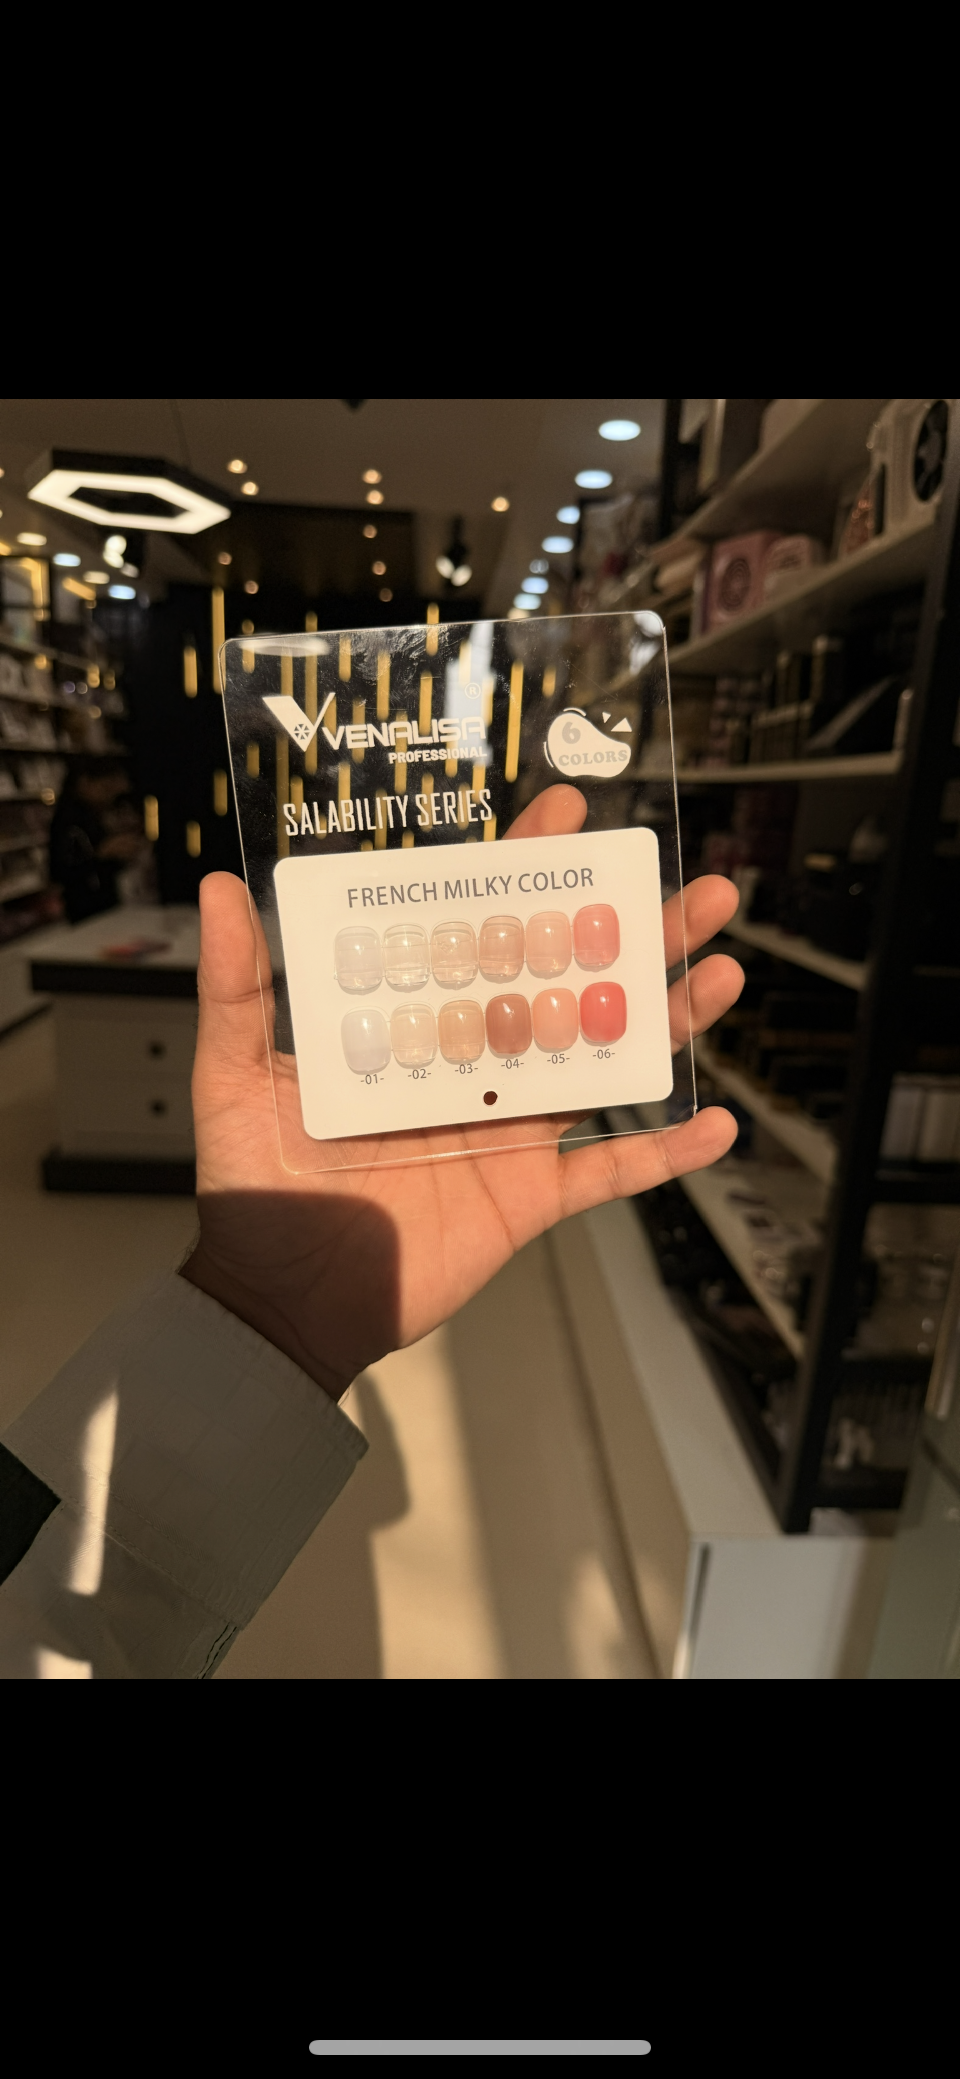 VENALISA ®
PROFESSIONAL
6
COLORS
SALABILITY SERIES
FRENCH MILKY COLOR
-01- -02- -03- -04- -05- -06-